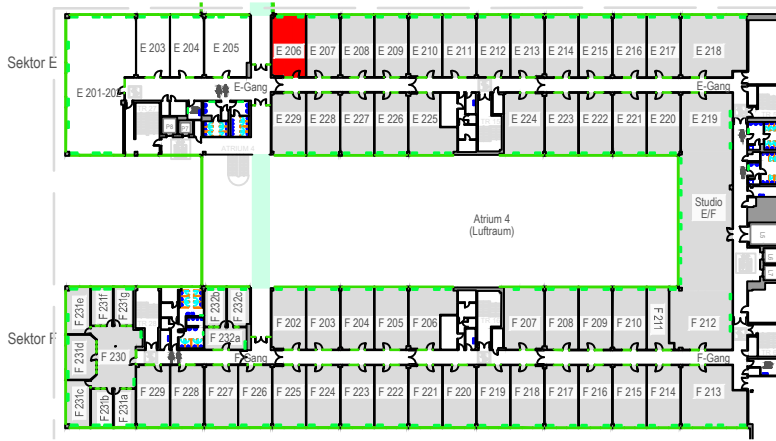 Sektor E
E 203
E 204
E 205
E 206
E 207
E 208
E 209
E 210
E 211
E 212
E 213
E 214
E 215
E 216
E 217
E 218
E 201-202
E-Gang
E-Gang
E 229
E 228
E 227
E 226
E 225
E 224
E 223
E 222
E 221
E 220
E 219
ATRIUM 4
Atrium 4
(Luftraum)
Studio
E/F
Sektor F
F 231e
F 231f
F 231g
F 232b
F 232c
F 202
F 203
F 204
F 205
F 206
F 207
F 208
F 209
F 210
F 211
F 212
F 232a
F 231d
F 230
F-Gang
F-Gang
F 231c
F 231b
F 231a
F 229
F 228
F 227
F 226
F 225
F 224
F 223
F 222
F 221
F 220
F 219
F 218
F 217
F 216
F 215
F 214
F 213